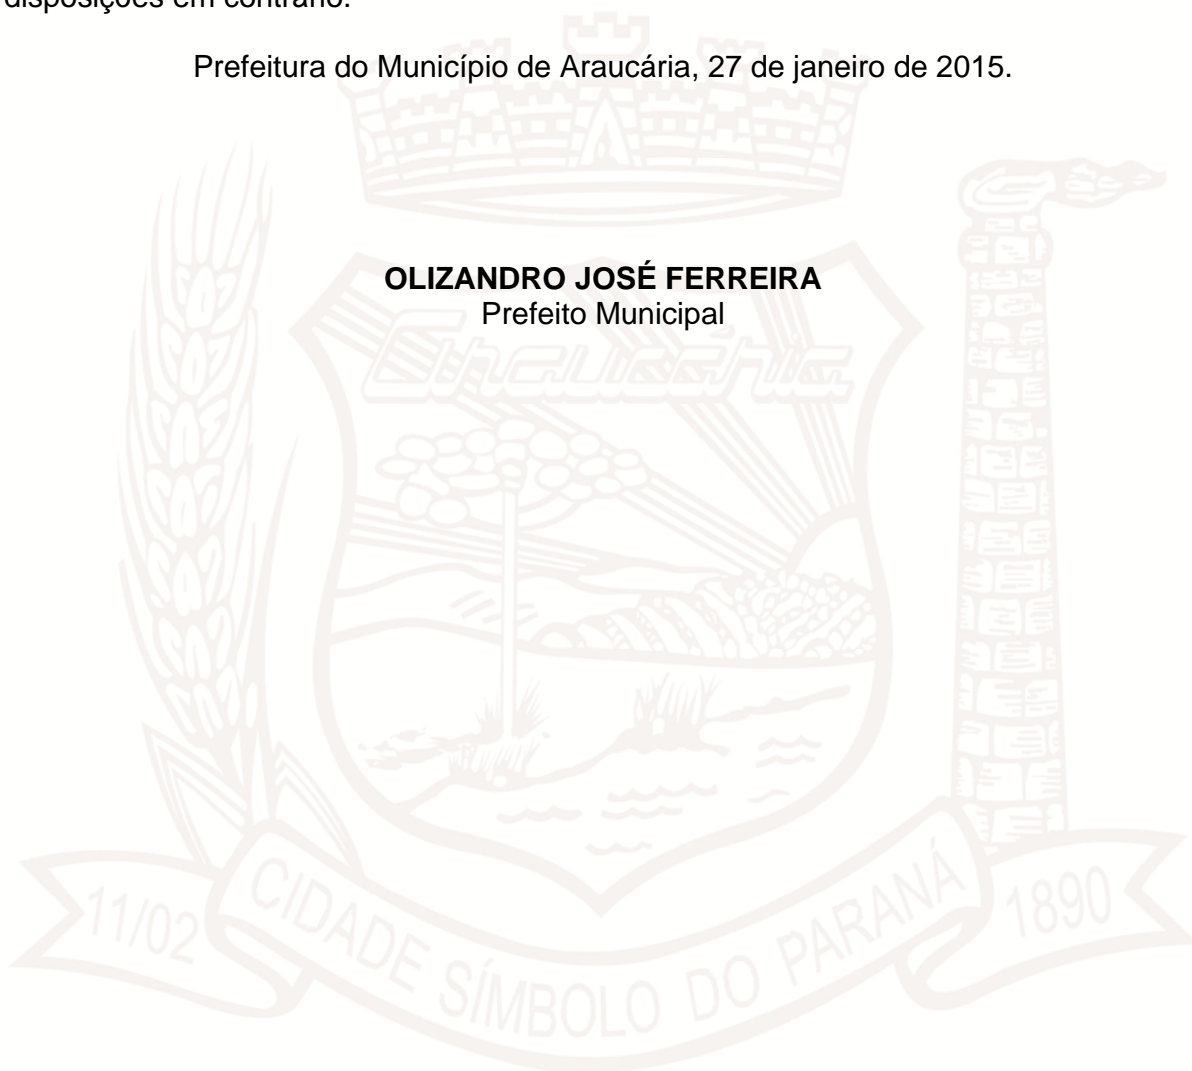 disposições em contrário.
Prefeitura do Município de Araucária, 27 de janeiro de 2015.
OLIZANDRO JOSÉ FERREIRA
Prefeito Municipal
Araucária
11/02
CIDADE SÍMBOLO DO PARANÁ
1890